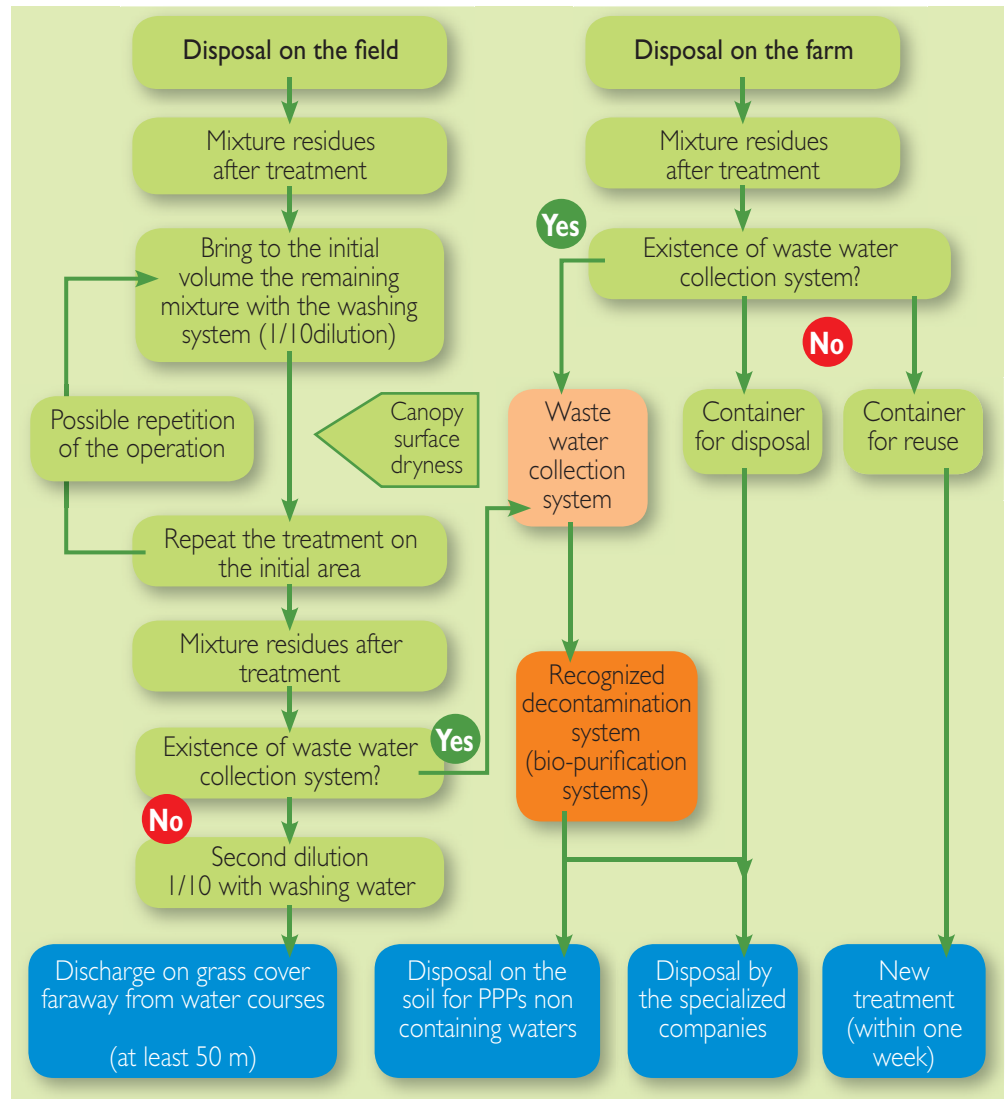 Disposal on the field
Mixture residues
after treatment
Bring to the initial
volume the remaining
mixture with the washing
system (1/10dilution)
Possible repetition
of the operation
Canopy
surface
dryness
Repeat the treatment on
the initial area
Mixture residues after
treatment
Existence of waste water
collection system?
Yes
No
Second dilution
1/10 with washing water
Discharge on grass cover
faraway from water courses
(at least 50 m)
Disposal on the farm
Mixture residues
after treatment
Yes
Existence of waste water
collection system?
No
Waste
water
collection
system
Container
for disposal
Container
for reuse
Recognized
decontamination
system
(bio-purification
systems)
Disposal on the
soil for PPPs non
containing waters
Disposal by
the specialized
companies
New
treatment
(within one
week)